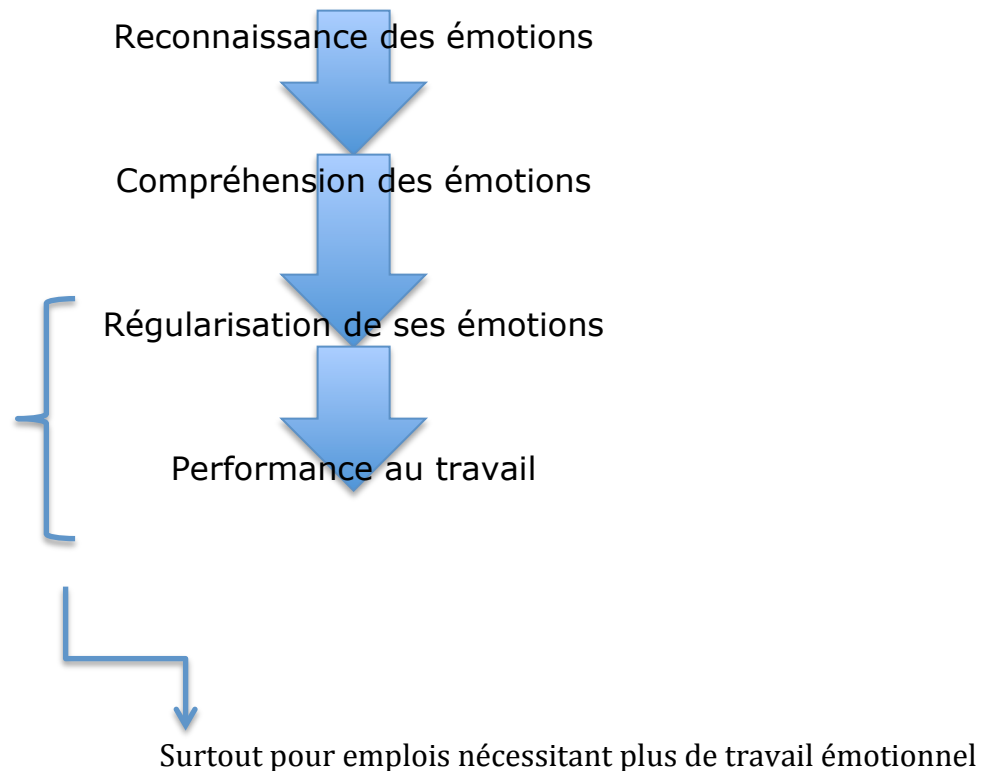 Reconnaissance des émotions
Compréhension des émotions
Régularisation de ses émotions
Performance au travail
Surtout pour emplois nécessitant plus de travail émotionnel